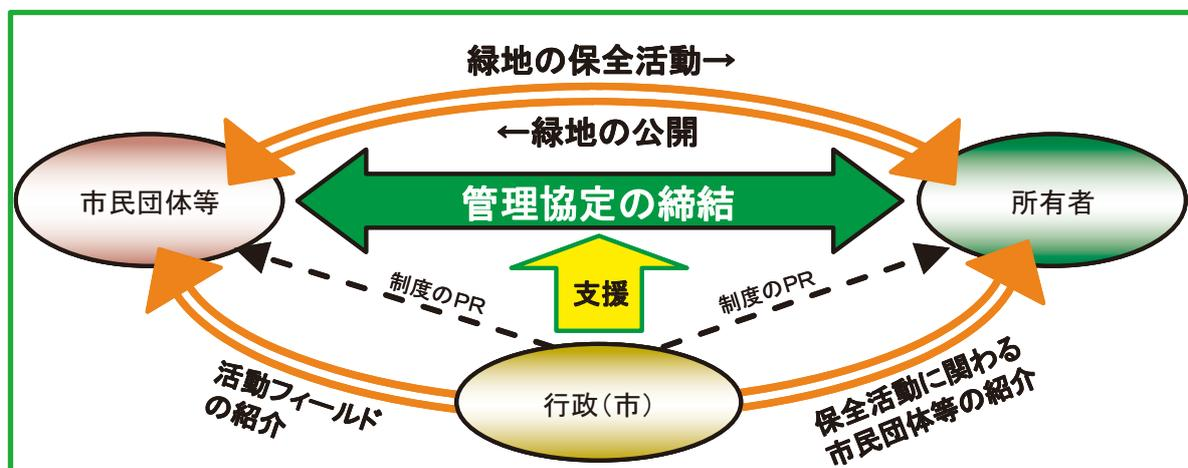 緑地の保全活動→
←緑地の公開
市民団体等
管理協定の締結
所有者
制度のPR
支援
制度のPR
活動フィールド
の紹介
行政（市）
保全活動に関わる
市民団体等の紹介